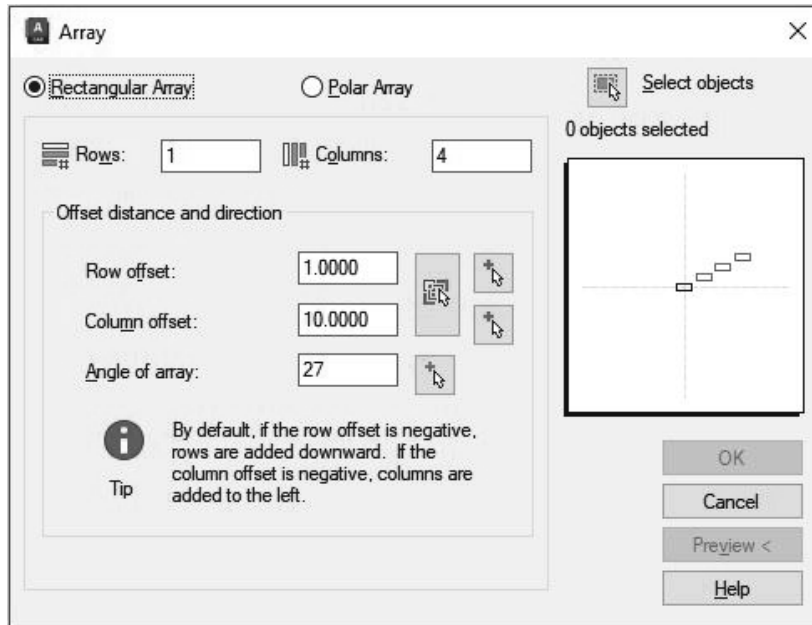 Array
Rectangular Array
Polar Array
Select objects
0 objects selected
Rows: 1
Columns: 4
Offset distance and direction
Row offset: 1.0000
Column offset: 10.0000
Angle of array: 27
By default, if the row offset is negative,
rows are added downward. If the
column offset is negative, columns are
added to the left.
Tip
OK
Cancel
Preview <
Help